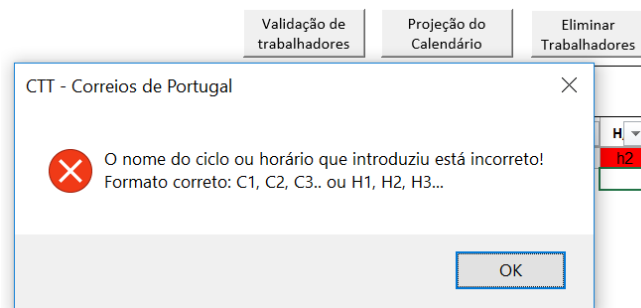 Validação de
trabalhadores
Projeção do
Calendário
Eliminar
Trabalhadores
CTT - Correios de Portugal
H
h2
O nome do ciclo ou horário que introduziu está incorreto!
Formato correto: C1, C2, C3.. ou H1, H2, H3...
OK